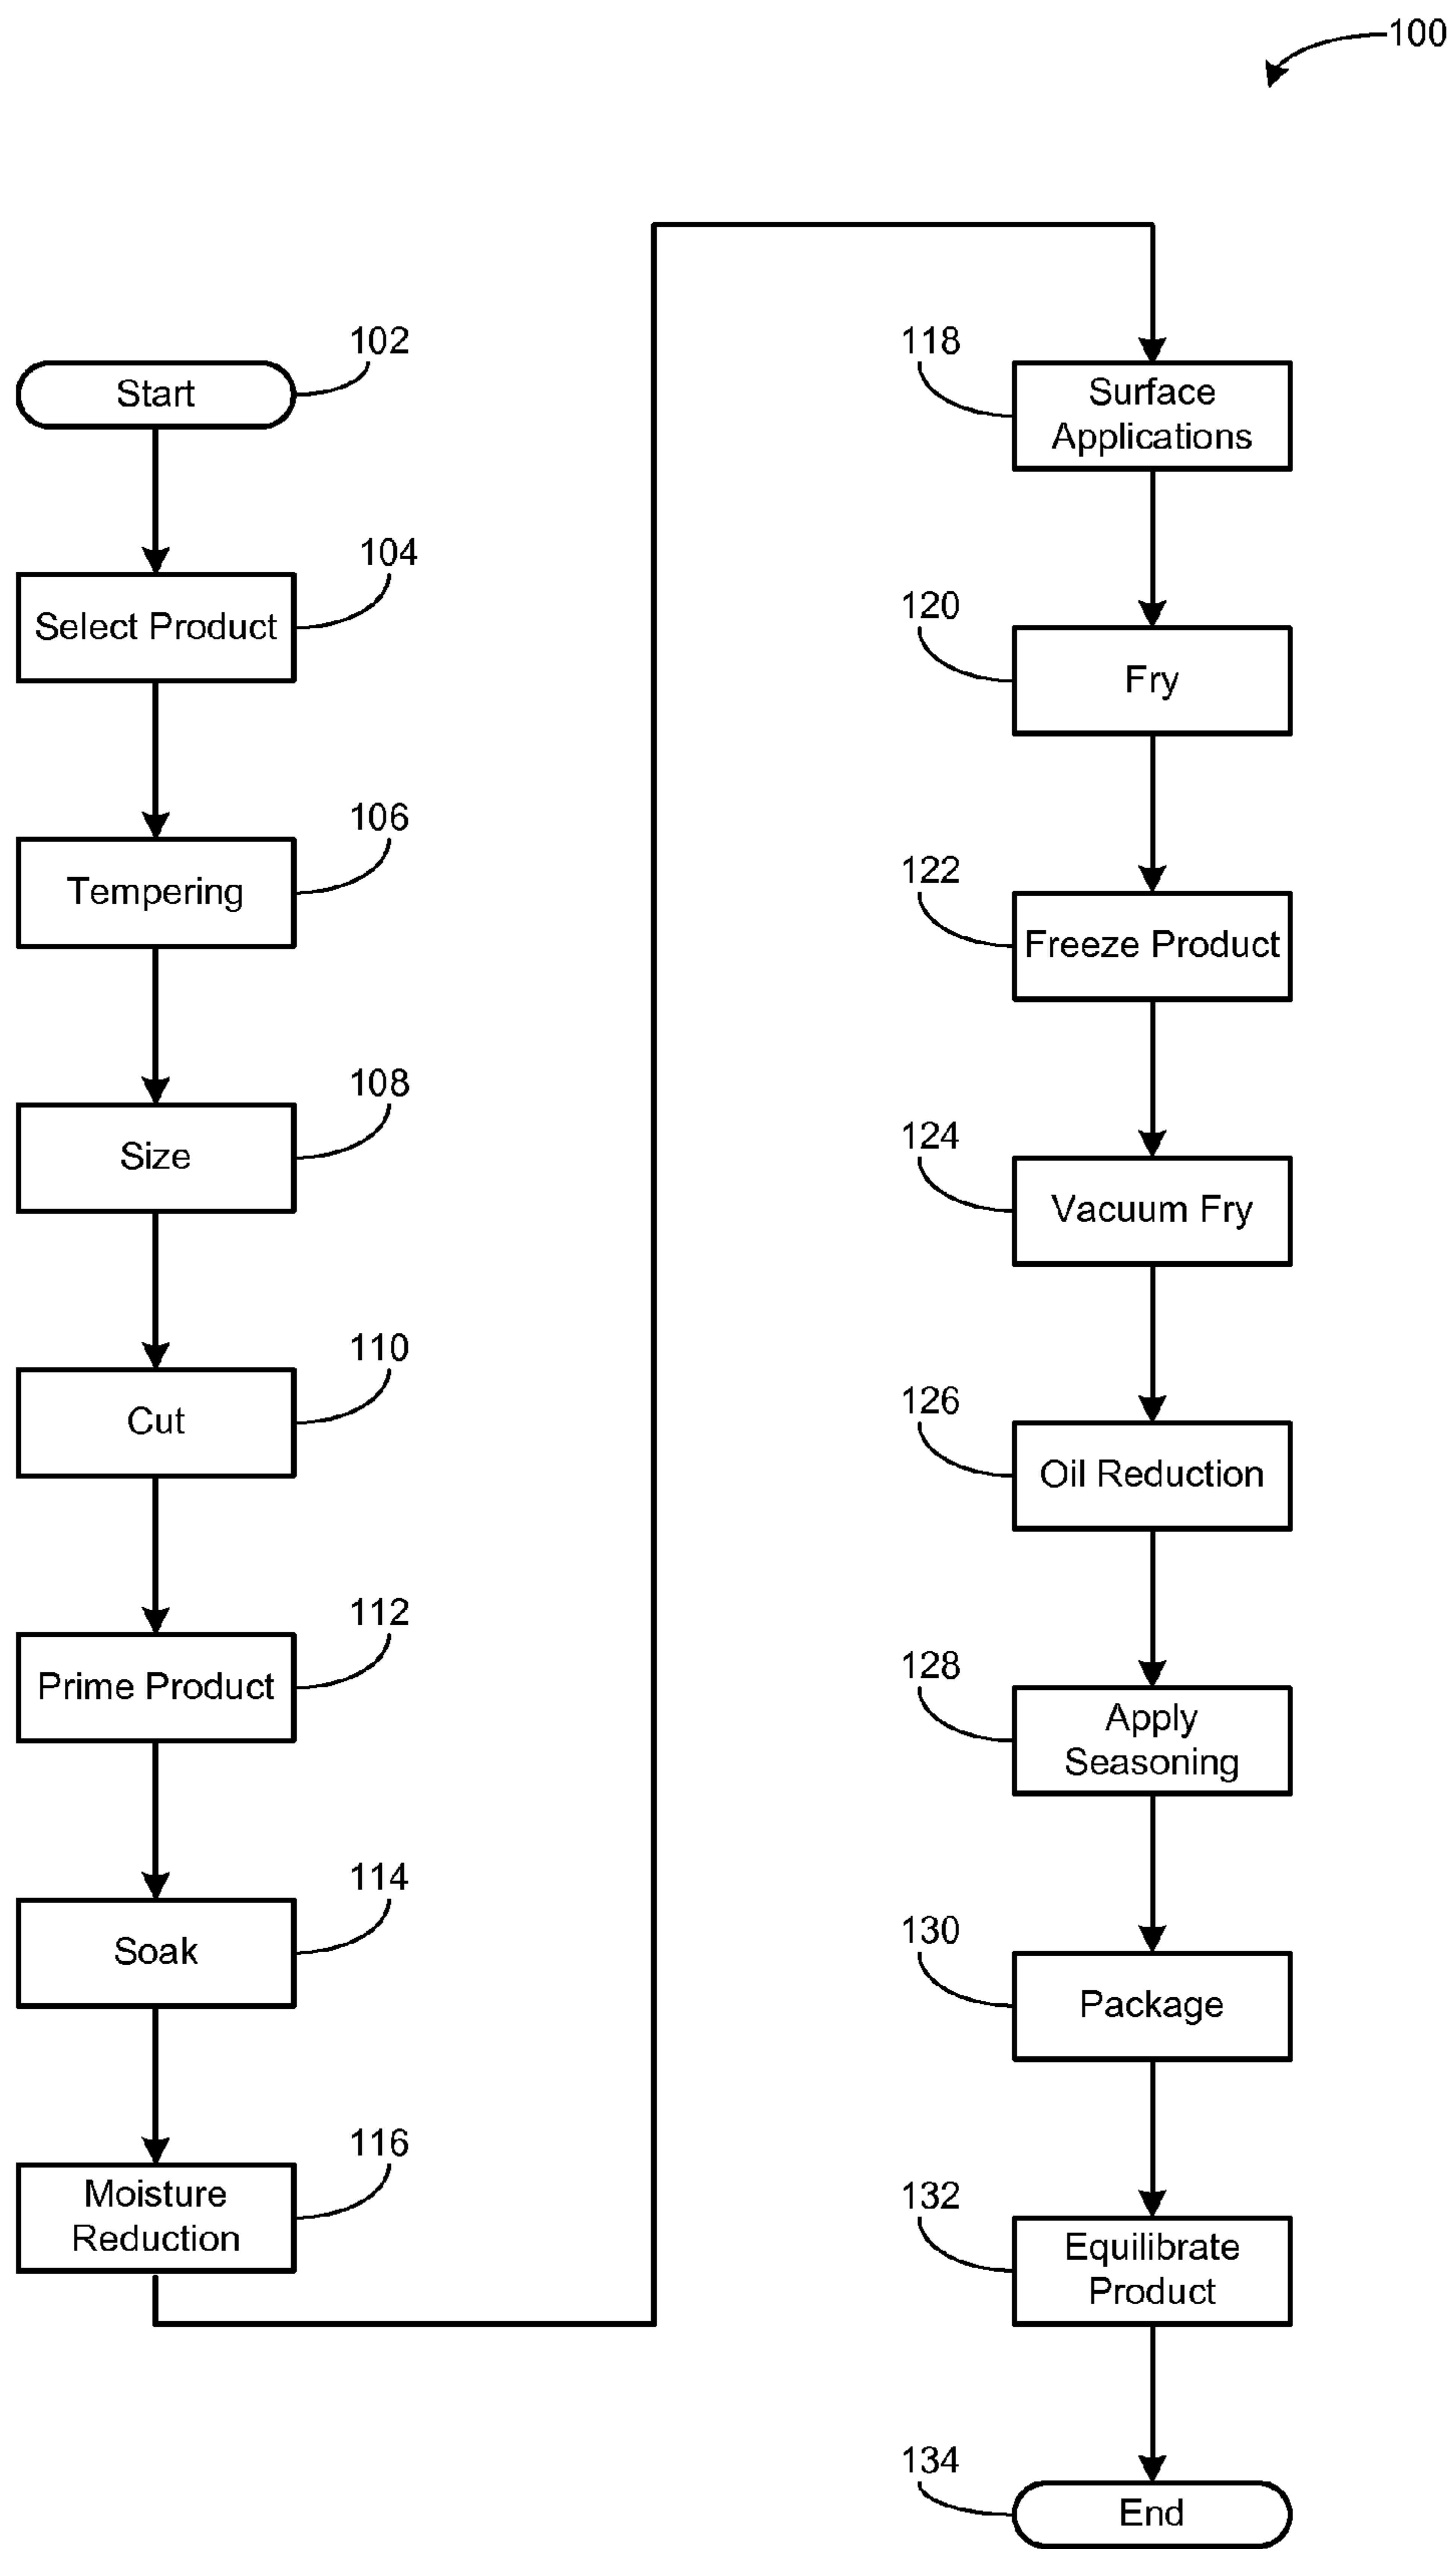 100
102
Start
104
Select Product
106
Tempering
108
Size
110
Cut
112
Prime Product
114
Soak
116
Moisture
Reduction
118
Surface
Applications
120
Fry
122
Freeze Product
124
Vacuum Fry
126
Oil Reduction
128
Apply
Seasoning
130
Package
132
Equilibrate
Product
134
End